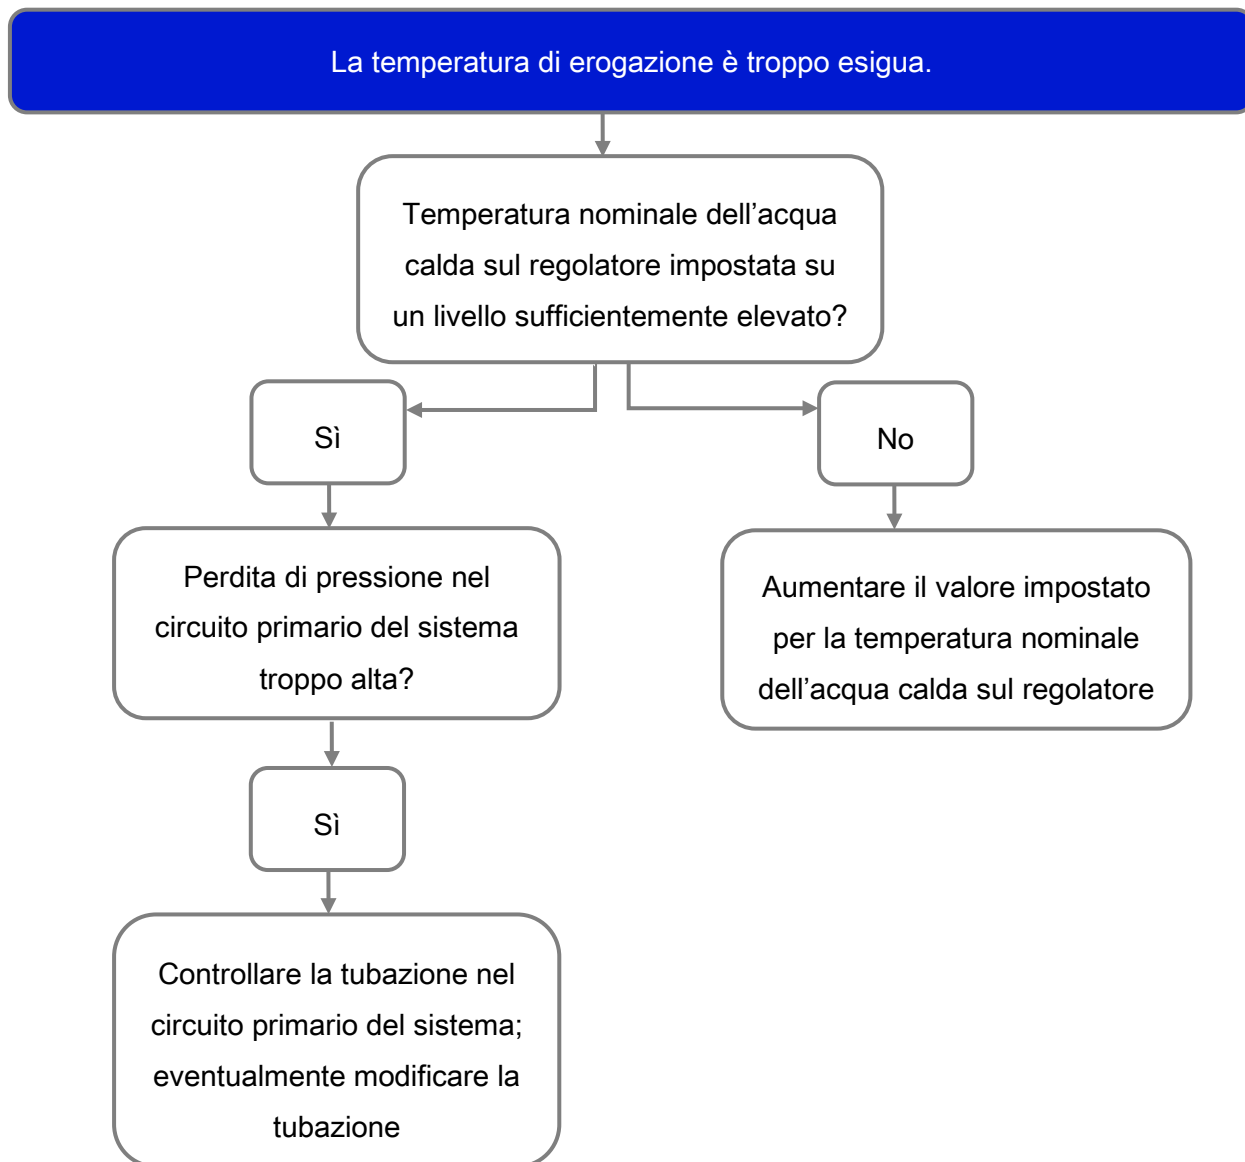 La temperatura di erogazione è troppo esigua.
Temperatura nominale dell’acqua
calda sul regolatore impostata su
un livello sufficientemente elevato?
Sì
No
Perdita di pressione nel
circuito primario del sistema
troppo alta?
Aumentare il valore impostato
per la temperatura nominale
dell’acqua calda sul regolatore
Sì
Controllare la tubazione nel
circuito primario del sistema;
eventualmente modificare la
tubazione